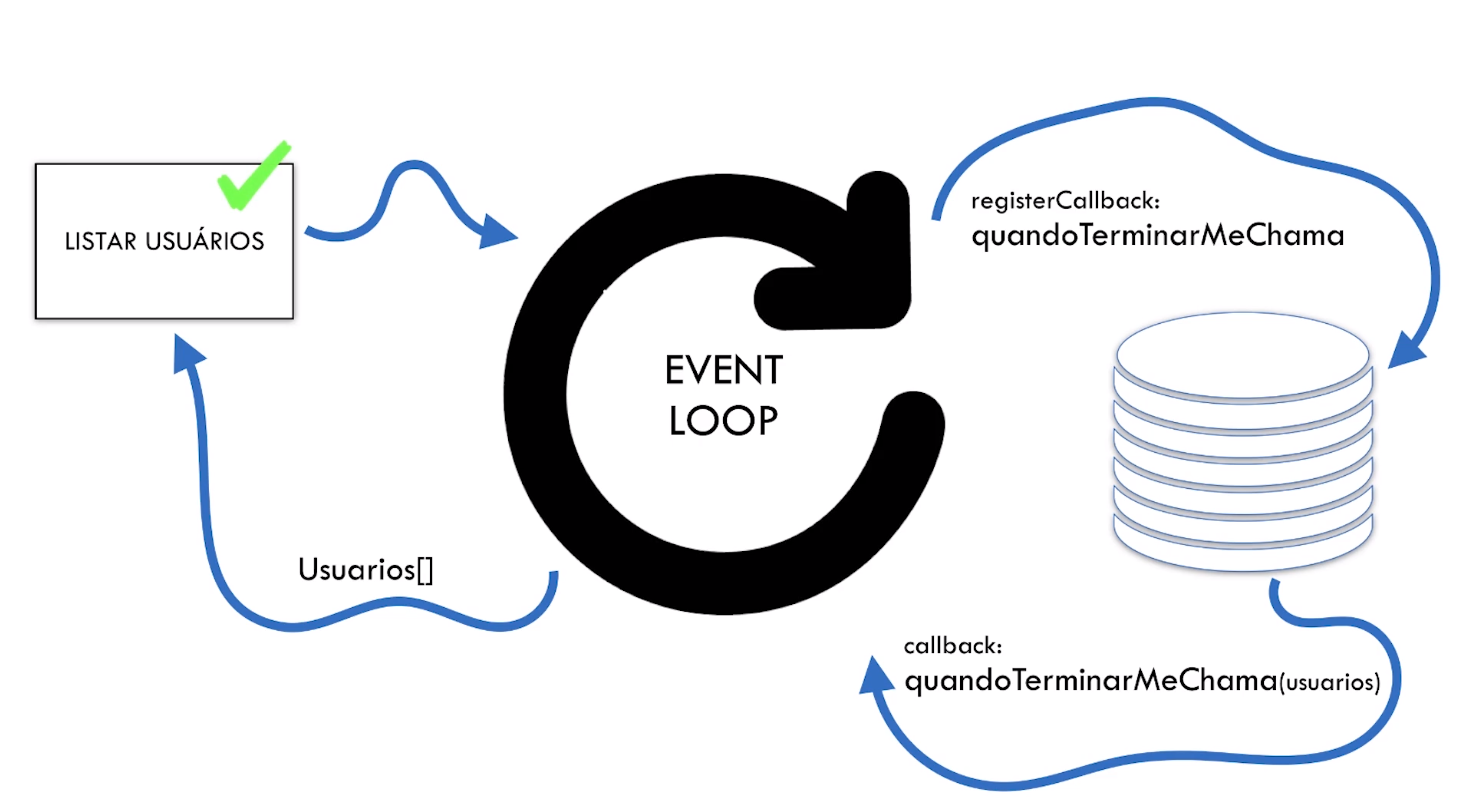 LISTAR USUÁRIOS
registerCallback:
quandoTerminarMeChama
EVENT
LOOP
Usuarios[]
callback:
quandoTerminarMeChama(usuarios)